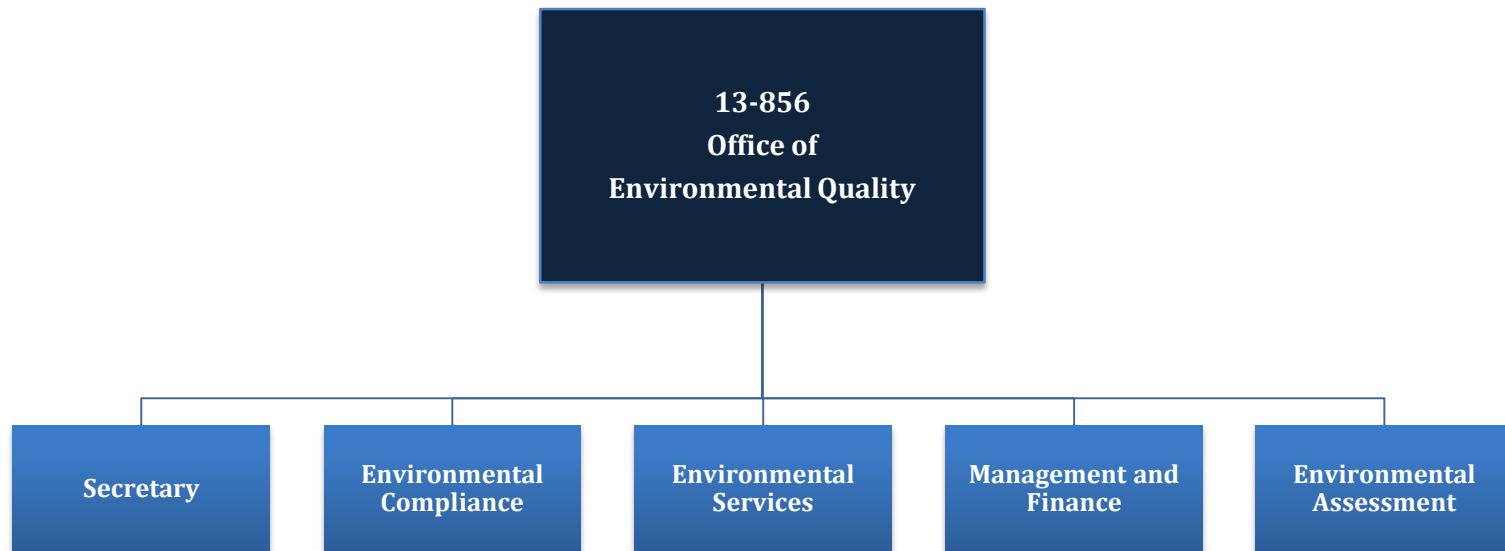 13-856
Office of
Environmental Quality
Secretary
Environmental
Compliance
Environmental
Services
Management and
Finance
Environmental
Assessment